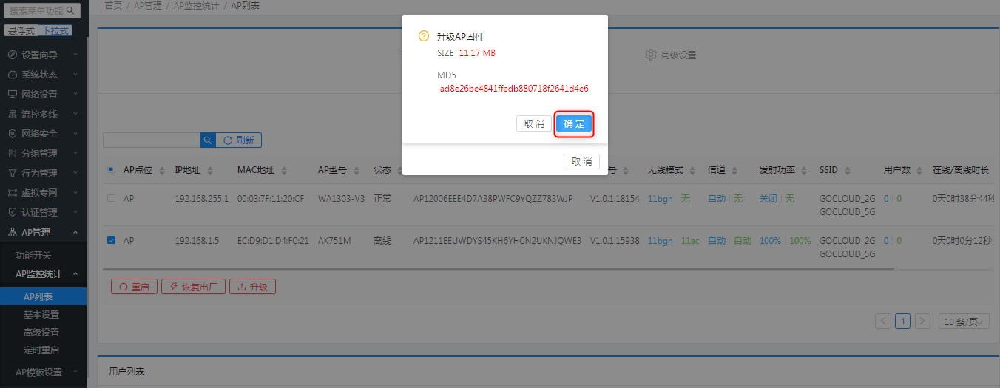 搜索菜单功能
悬浮式 下拉式
设置向导
系统状态
网络设置
流控多线
网络安全
分组管理
行为管理
虚拟专网
认证管理
AP管理
功能开关
AP监控统计
AP列表
基本设置
高级设置
定时重启
AP模板设置
首页 / AP管理 / AP监控统计 / AP列表
高级设置
升级AP固件
SIZE 11.17 MB
MD5
ad8e26be4841ffedb880718f2641d4e6
取 消 确 定
取 消
刷新
AP点位 IP地址 MAC地址 AP型号 状态 号 无线模式 信道 发射功率 SSID 用户数 在线/离线时长
AP 192.168.255.1 00:03:7F:11:20:CF WA1303-V3 正常 AP12006EEE4D7A38PWFC9YQZZ783WJP V1.0.1.18154 11bgn 无 自动 | 无 关闭 | 无 GOCLOUD_2G 0 | 0 0天0时38分44秒
GOCLOUD_5G
AP 192.168.1.5 EC:D9:D1:D4:FC:21 AK751M 离线 AP1211EEUWDYS45KH6YHCN2UKNJQWE3 V1.0.1.15938 11bgn 11ac 自动 | 自动 100% | 100% GOCLOUD_2G 0 | 0 0天0时0分12秒
GOCLOUD_5G
重启 恢复出厂 升级
1 10 条/页
用户列表